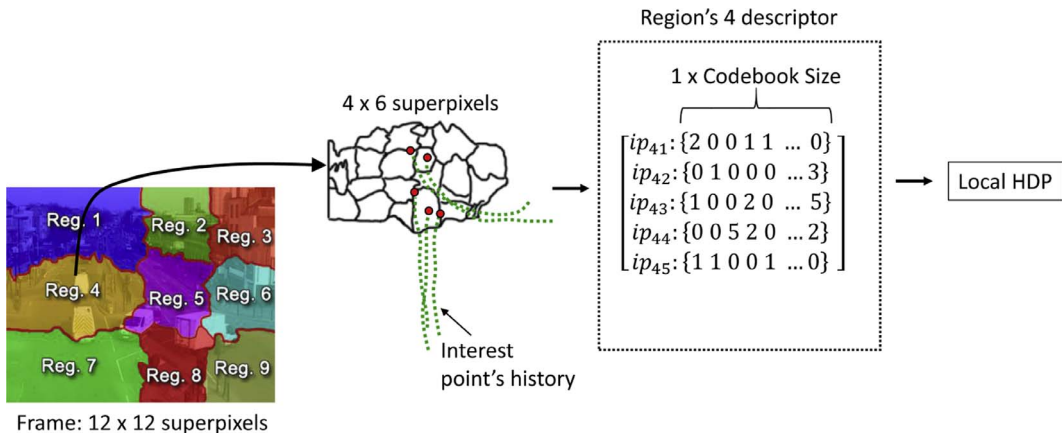 Region's 4 descriptor
1 x Codebook Size
4 x 6 superpixels
ip41:{2 0 0 1 1 ... 0}
ip42:{0 1 0 0 0 ...3}
ip43:{1 0 0 2 0 ... 5}
ip44:{0 0 5 2 0 ...2}
ip45:{1 1 0 0 1 ...0}
Local HDP
Reg. 1
Reg. 2
Reg. 3
Reg. 4
Reg. 5
Reg. 6
Reg. 7
Reg. 8
Reg. 9
Interest
point's history
Frame: 12 x 12 superpixels